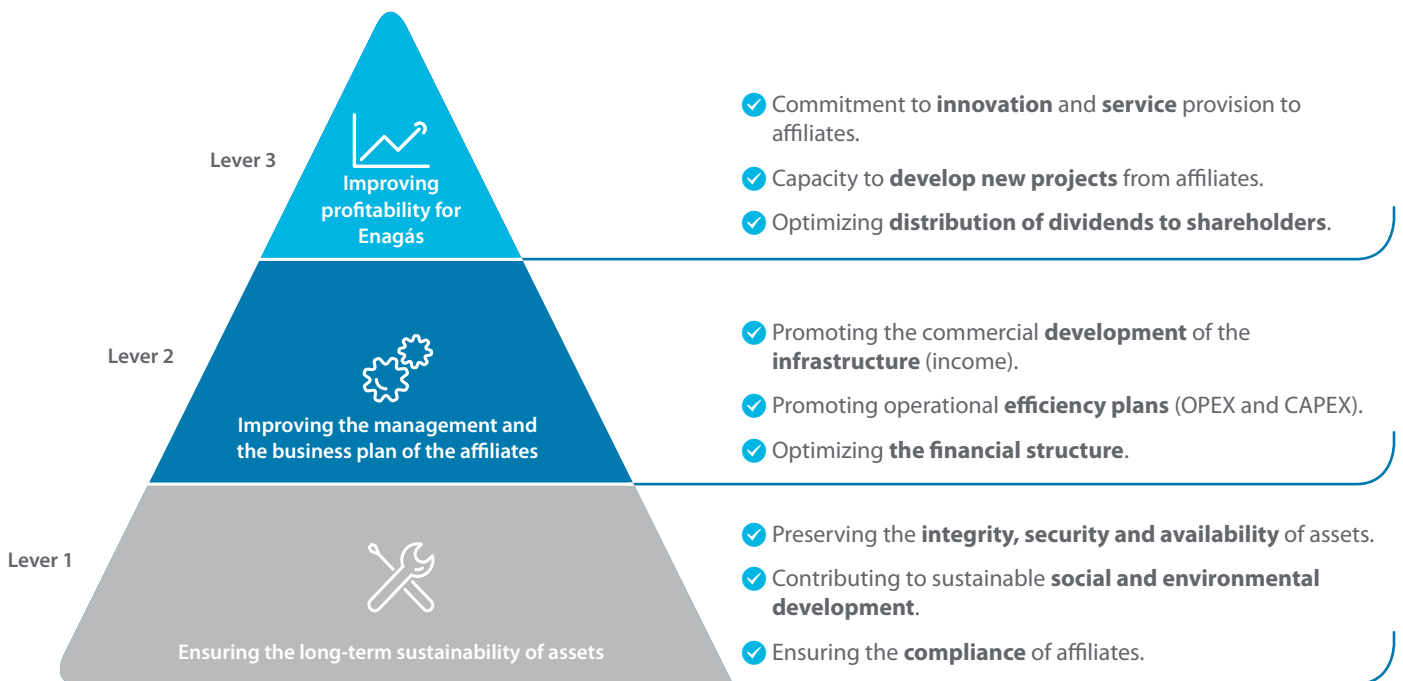 Lever 3
Improving
profitability for
Enagás
Commitment to innovation and service provision to
affiliates.
Capacity to develop new projects from affiliates.
Optimizing distribution of dividends to shareholders.
Lever 2
Improving the management and
the business plan of the affiliates
Promoting the commercial development of the
infrastructure (income).
Promoting operational efficiency plans (OPEX and CAPEX).
Optimizing the financial structure.
Lever 1
Ensuring the long-term sustainability of assets
Preserving the integrity, security and availability of assets.
Contributing to sustainable social and environmental
development.
Ensuring the compliance of affiliates.